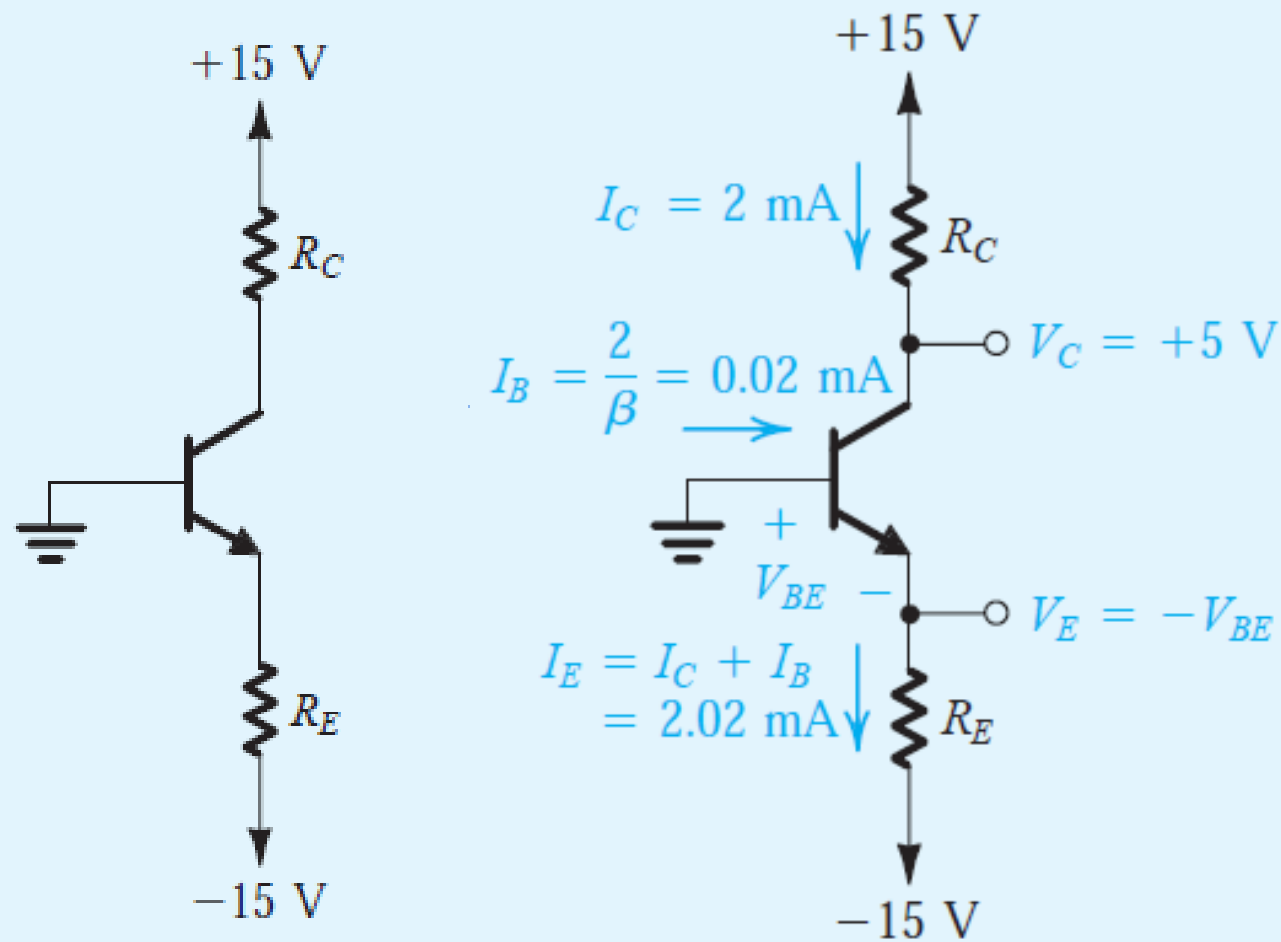 +15 V
R_C
R_E
−15 V
+15 V
I_C = 2 mA
R_C
V_C = +5 V
I_B = 2/β = 0.02 mA
+
V_BE −
V_E = −V_BE
I_E = I_C + I_B
= 2.02 mA
R_E
−15 V